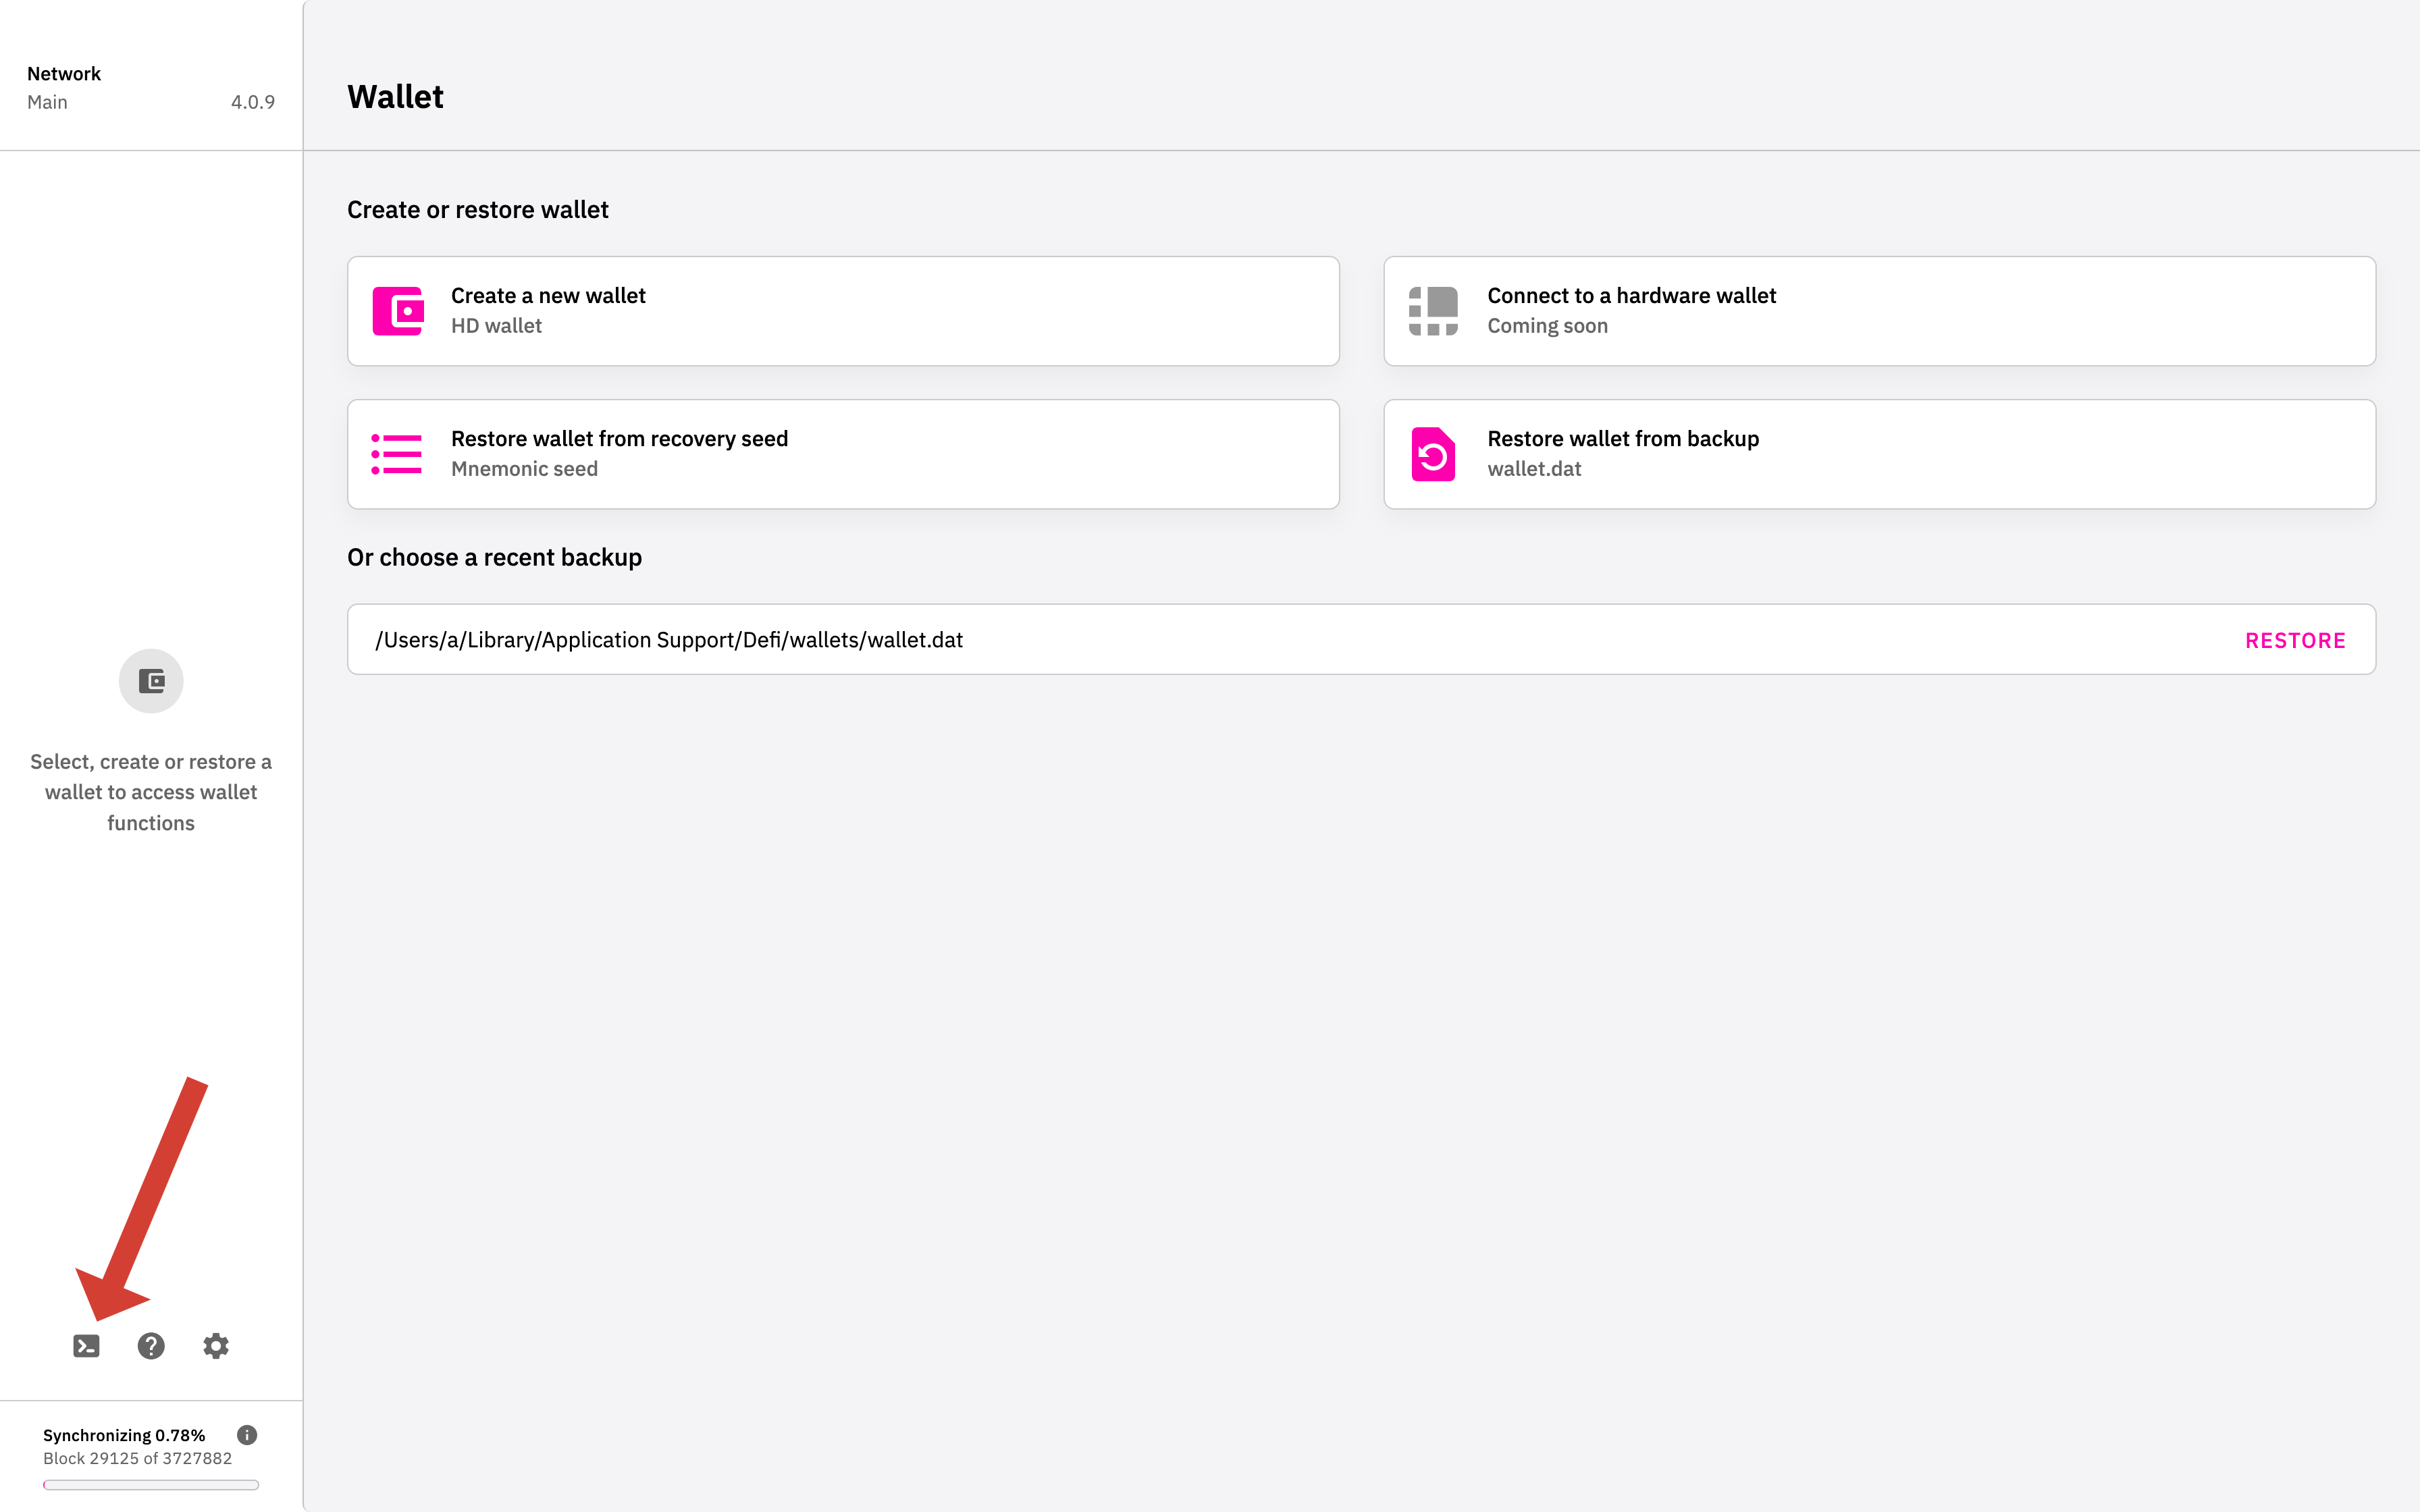 Network
Main 4.0.9
Wallet
Create or restore wallet
Create a new wallet
HD wallet
Connect to a hardware wallet
Coming soon
Restore wallet from recovery seed
Mnemonic seed
Restore wallet from backup
wallet.dat
Or choose a recent backup
/Users/a/Library/Application Support/Defi/wallets/wallet.dat RESTORE
Select, create or restore a
wallet to access wallet
functions
Synchronizing 0.78%
Block 29125 of 3727882